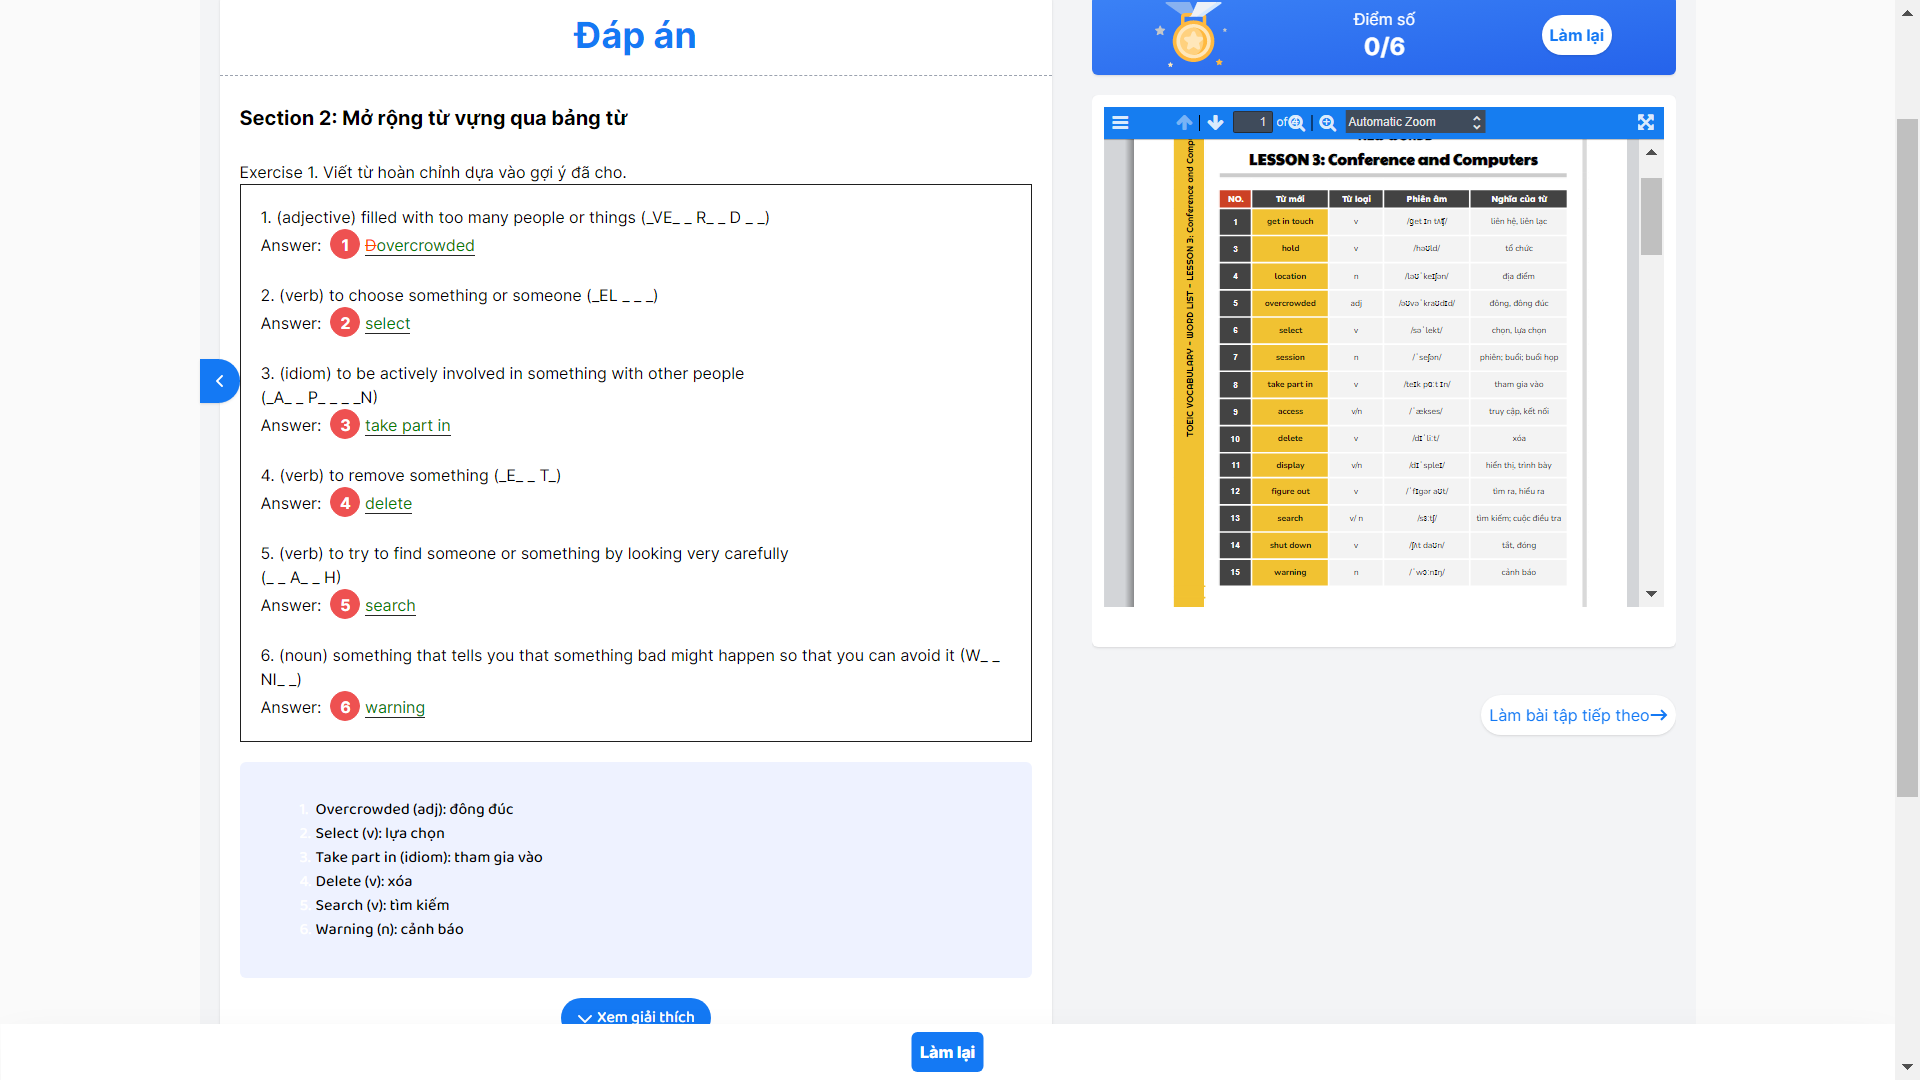 Đáp án
Section 2: Mở rộng từ vựng qua bảng từ
Exercise 1. Viết từ hoàn chỉnh dựa vào gợi ý đã cho.
1. (adjective) filled with too many people or things (_VE_ _ R_ _ D _ _)
Answer: 1 Dovercrowded
2. (verb) to choose something or someone (_EL _ _ _)
Answer: 2 select
3. (idiom) to be actively involved in something with other people
(_A_ _ P_ _ _ _N)
Answer: 3 take part in
4. (verb) to remove something (_E_ _ T_)
Answer: 4 delete
5. (verb) to try to find someone or something by looking very carefully
(_ _ A_ _ H)
Answer: 5 search
6. (noun) something that tells you that something bad might happen so that you can avoid it (W_ _
NI_ _)
Answer: 6 warning
1. Overcrowded (adj): đông đúc
2. Select (v): lựa chọn
3. Take part in (idiom): tham gia vào
4. Delete (v): xóa
5. Search (v): tìm kiếm
6. Warning (n): cảnh báo
Xem giải thích
Làm lại
Điểm số
0/6
Làm lại
1 of
Automatic Zoom
TOEIC VOCABULARY - WORD LIST - LESSON 3: Conference and Comp
LESSON 3: Conference and Computers
NO. Từ mới Từ loại Phiên âm Nghĩa của từ
1 get in touch v /ɡet ɪn tʌʧ/ liên hệ, liên lạc
3 hold v /həʊld/ tổ chức
4 location n /ləʊˈkeɪʃən/ địa điểm
5 overcrowded adj /əʊvəˈkraʊdɪd/ đông, đông đúc
6 select v /səˈlekt/ chọn, lựa chọn
7 session n /ˈseʃən/ phiên; buổi; buổi họp
8 take part in v /teɪk pɑːt ɪn/ tham gia vào
9 access v/n /ˈækses/ truy cập, kết nối
10 delete v /dɪˈliːt/ xóa
11 display v/n /dɪˈspleɪ/ hiển thị, trình bày
12 figure out v /ˈfɪɡər aʊt/ tìm ra, hiểu ra
13 search v/ n /sɜːtʃ/ tìm kiếm; cuộc điều tra
14 shut down v /ʃʌt daʊn/ tắt, đóng
15 warning n /ˈwɔːnɪŋ/ cảnh báo
Làm bài tập tiếp theo